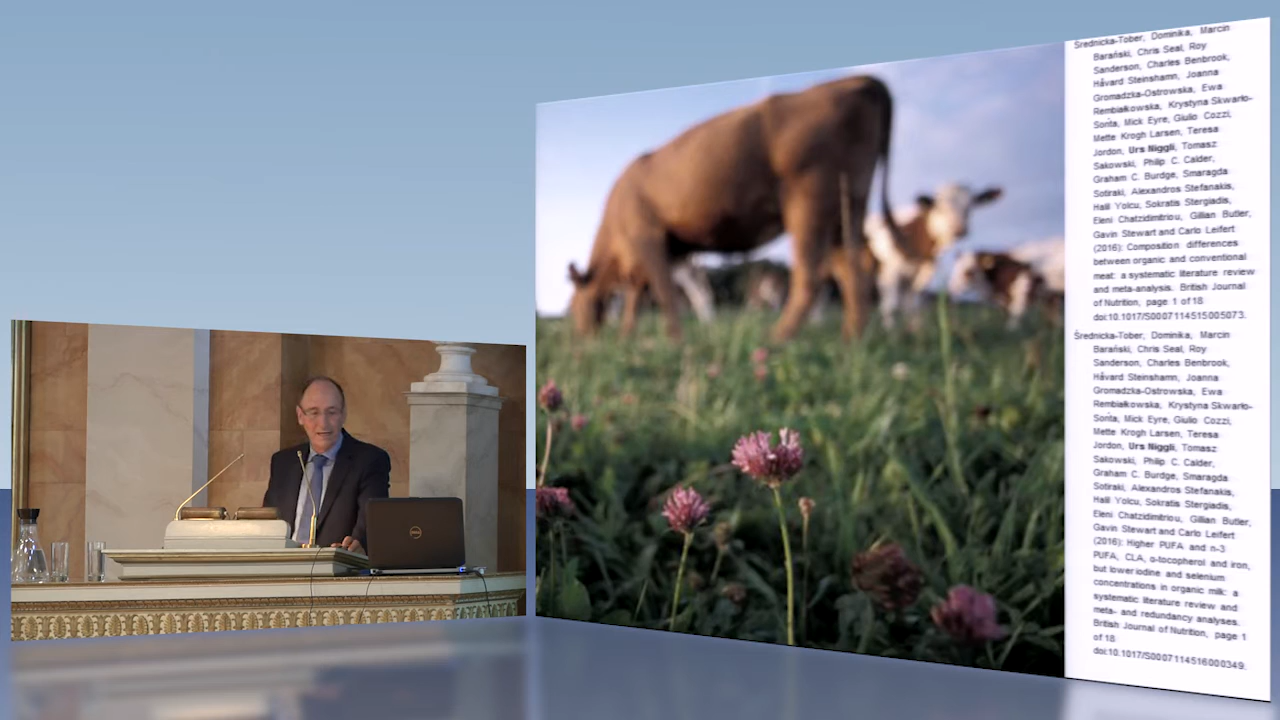 Średnicka-Tober, Dominika, Marcin
Barański, Chris Seal, Roy
Sanderson, Charles Benbrook,
Håvard Steinshamn, Joanna
Gromadzka-Ostrowska, Ewa
Rembiałkowska, Krystyna Skwarło-
Sońta, Mick Eyre, Giulio Cozzi,
Mette Krogh Larsen, Teresa
Jordon, Urs Niggli, Tomasz
Sakowski, Philip C. Calder,
Graham C. Burdge, Smaragda
Sotiraki, Alexandros Stefanakis,
Halil Yolcu, Sokratis Stergiadis,
Eleni Chatzidimitriou, Gillian Butler,
Gavin Stewart and Carlo Leifert
(2016): Composition differences
between organic and conventional
meat: a systematic literature review
and meta-analysis. British Journal
of Nutrition, page 1 of 18
doi:10.1017/S0007114515005073.
Średnicka-Tober, Dominika, Marcin
Barański, Chris Seal, Roy
Sanderson, Charles Benbrook,
Håvard Steinshamn, Joanna
Gromadzka-Ostrowska, Ewa
Rembiałkowska, Krystyna Skwarło-
Sońta, Mick Eyre, Giulio Cozzi,
Mette Krogh Larsen, Teresa
Jordon, Urs Niggli, Tomasz
Sakowski, Philip C. Calder,
Graham C. Burdge, Smaragda
Sotiraki, Alexandros Stefanakis,
Halil Yolcu, Sokratis Stergiadis,
Eleni Chatzidimitriou, Gillian Butler,
Gavin Stewart and Carlo Leifert
(2016): Higher PUFA and n-3
PUFA, CLA, α-tocopherol and iron,
but lower iodine and selenium
concentrations in organic milk: a
systematic literature review and
meta- and redundancy analyses.
British Journal of Nutrition, page 1
of 18
doi:10.1017/S0007114516000349.
DELL